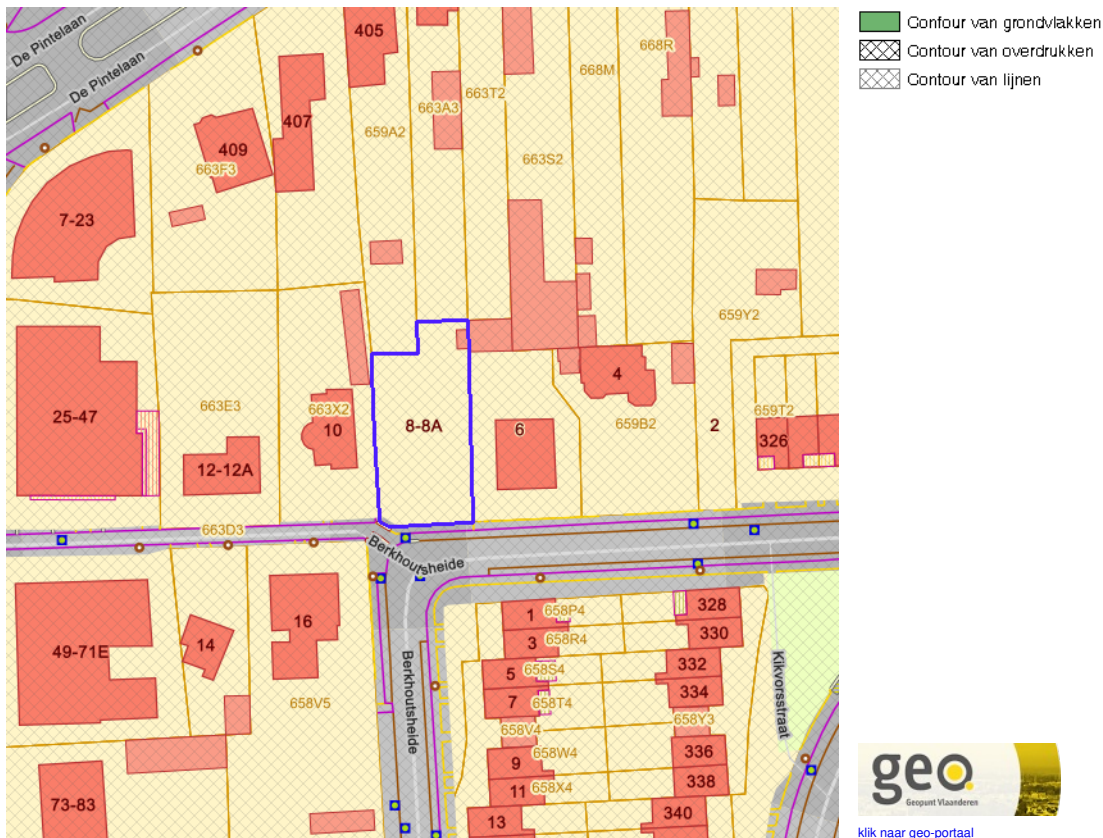 De Pintelaan
De Pintelaan
405
668R
668M
663T2
663A3
407
659A2
409
663F3
663S2
7-23
659Y2
4
25-47
663E3
663X2
10
8-8A
6
659B2
2
659T2
326
12-12A
663D3
Berkhoutsheide
1
658P4
328
3
658R4
330
16
14
49-71E
5
658S4
332
7
658T4
334
Berkhoutsheide
Kikvorsstraat
658V5
658V4
658Y3
9
658W4
336
11
658X4
338
73-83
13
340
Contour van grondvlakken
Contour van overdrukken
Contour van lijnen
geo
Geopunt Vlaanderen
klik naar geo-portaal